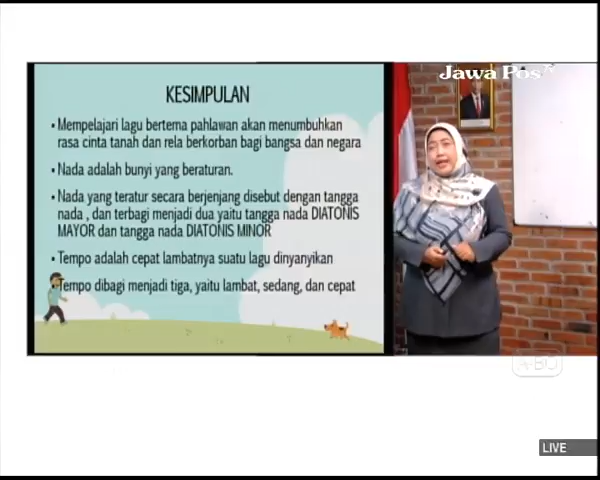 Jawa Pos TV
KESIMPULAN
• Mempelajari lagu bertema pahlawan akan menumbuhkan
rasa cinta tanah dan rela berkorban bagi bangsa dan negara
• Nada adalah bunyi yang beraturan.
• Nada yang teratur secara berjenjang disebut dengan tangga
nada , dan terbagi menjadi dua yaitu tangga nada DIATONIS
MAYOR dan tangga nada DIATONIS MINOR
• Tempo adalah cepat lambatnya suatu lagu dinyanyikan
• Tempo dibagi menjadi tiga, yaitu lambat, sedang, dan cepat
A-BO
LIVE